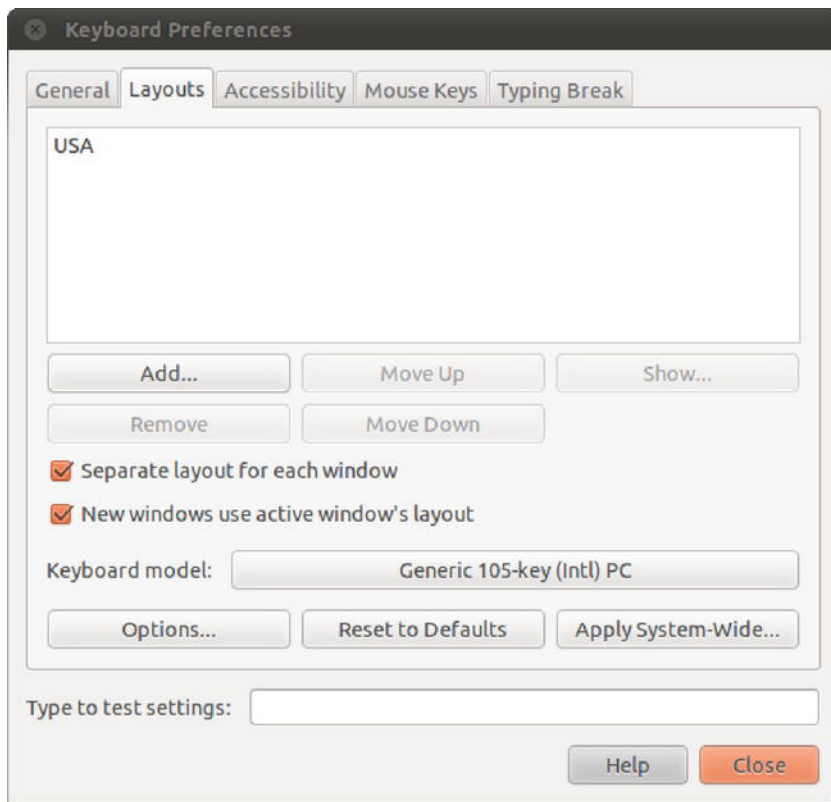 Keyboard Preferences
General Layouts Accessibility Mouse Keys Typing Break
USA
Add... Move Up Show...
Remove Move Down
Separate layout for each window
New windows use active window's layout
Keyboard model: Generic 105-key (Intl) PC
Options... Reset to Defaults Apply System-Wide...
Type to test settings:
Help Close